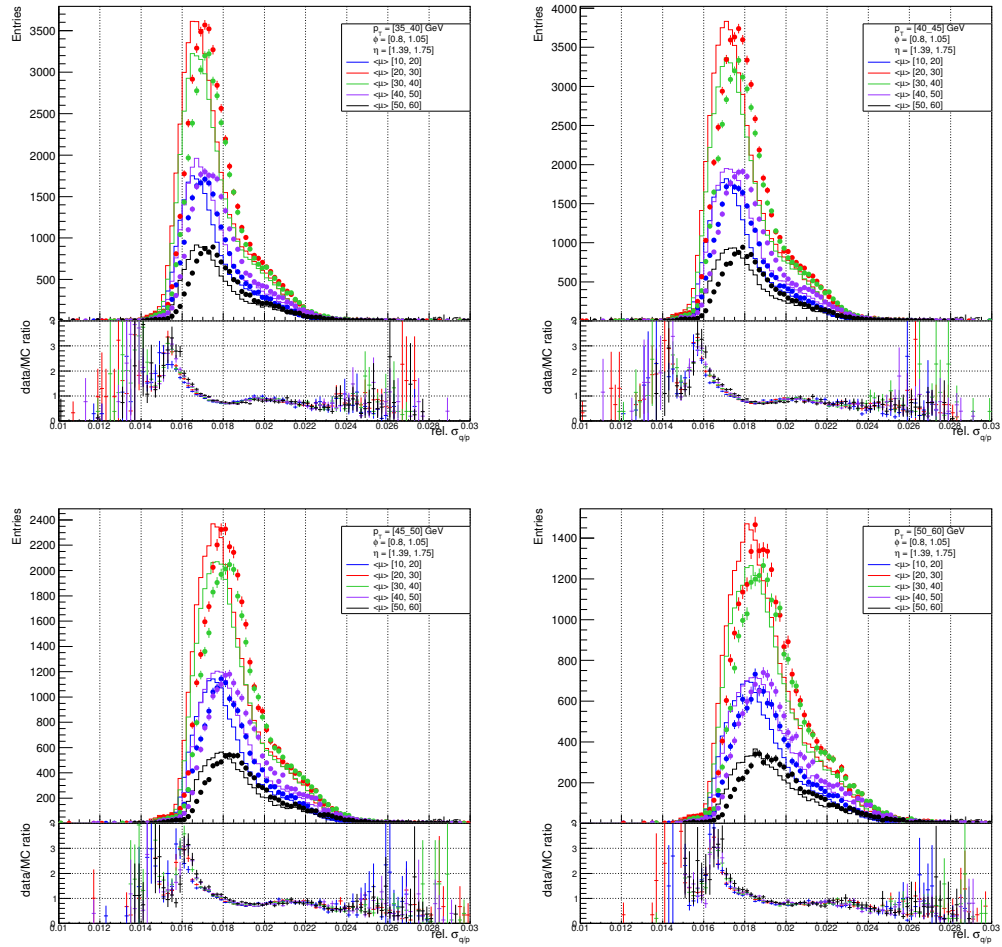 Entries
p_T = [35_40] GeV
ϕ = [0.8, 1.05]
η = [1.39, 1.75]
<μ> [10, 20]
<μ> [20, 30]
<μ> [30, 40]
<μ> [40, 50]
<μ> [50, 60]
3500
3000
2500
2000
1500
1000
500
data/MC ratio
3
2
1
0
0.01 0.012 0.014 0.016 0.018 0.02 0.022 0.024 0.026 0.028 0.03
rel. σ_q/p
Entries
p_T = [40_45] GeV
ϕ = [0.8, 1.05]
η = [1.39, 1.75]
<μ> [10, 20]
<μ> [20, 30]
<μ> [30, 40]
<μ> [40, 50]
<μ> [50, 60]
4000
3500
3000
2500
2000
1500
1000
500
data/MC ratio
3
2
1
0
0.01 0.012 0.014 0.016 0.018 0.02 0.022 0.024 0.026 0.028 0.03
rel. σ_q/p
Entries
p_T = [45_50] GeV
ϕ = [0.8, 1.05]
η = [1.39, 1.75]
<μ> [10, 20]
<μ> [20, 30]
<μ> [30, 40]
<μ> [40, 50]
<μ> [50, 60]
2400
2200
2000
1800
1600
1400
1200
1000
800
600
400
200
data/MC ratio
3
2
1
0
0.01 0.012 0.014 0.016 0.018 0.02 0.022 0.024 0.026 0.028 0.03
rel. σ_q/p
Entries
p_T = [50_60] GeV
ϕ = [0.8, 1.05]
η = [1.39, 1.75]
<μ> [10, 20]
<μ> [20, 30]
<μ> [30, 40]
<μ> [40, 50]
<μ> [50, 60]
1400
1200
1000
800
600
400
200
data/MC ratio
3
2
1
0
0.01 0.012 0.014 0.016 0.018 0.02 0.022 0.024 0.026 0.028 0.03
rel. σ_q/p